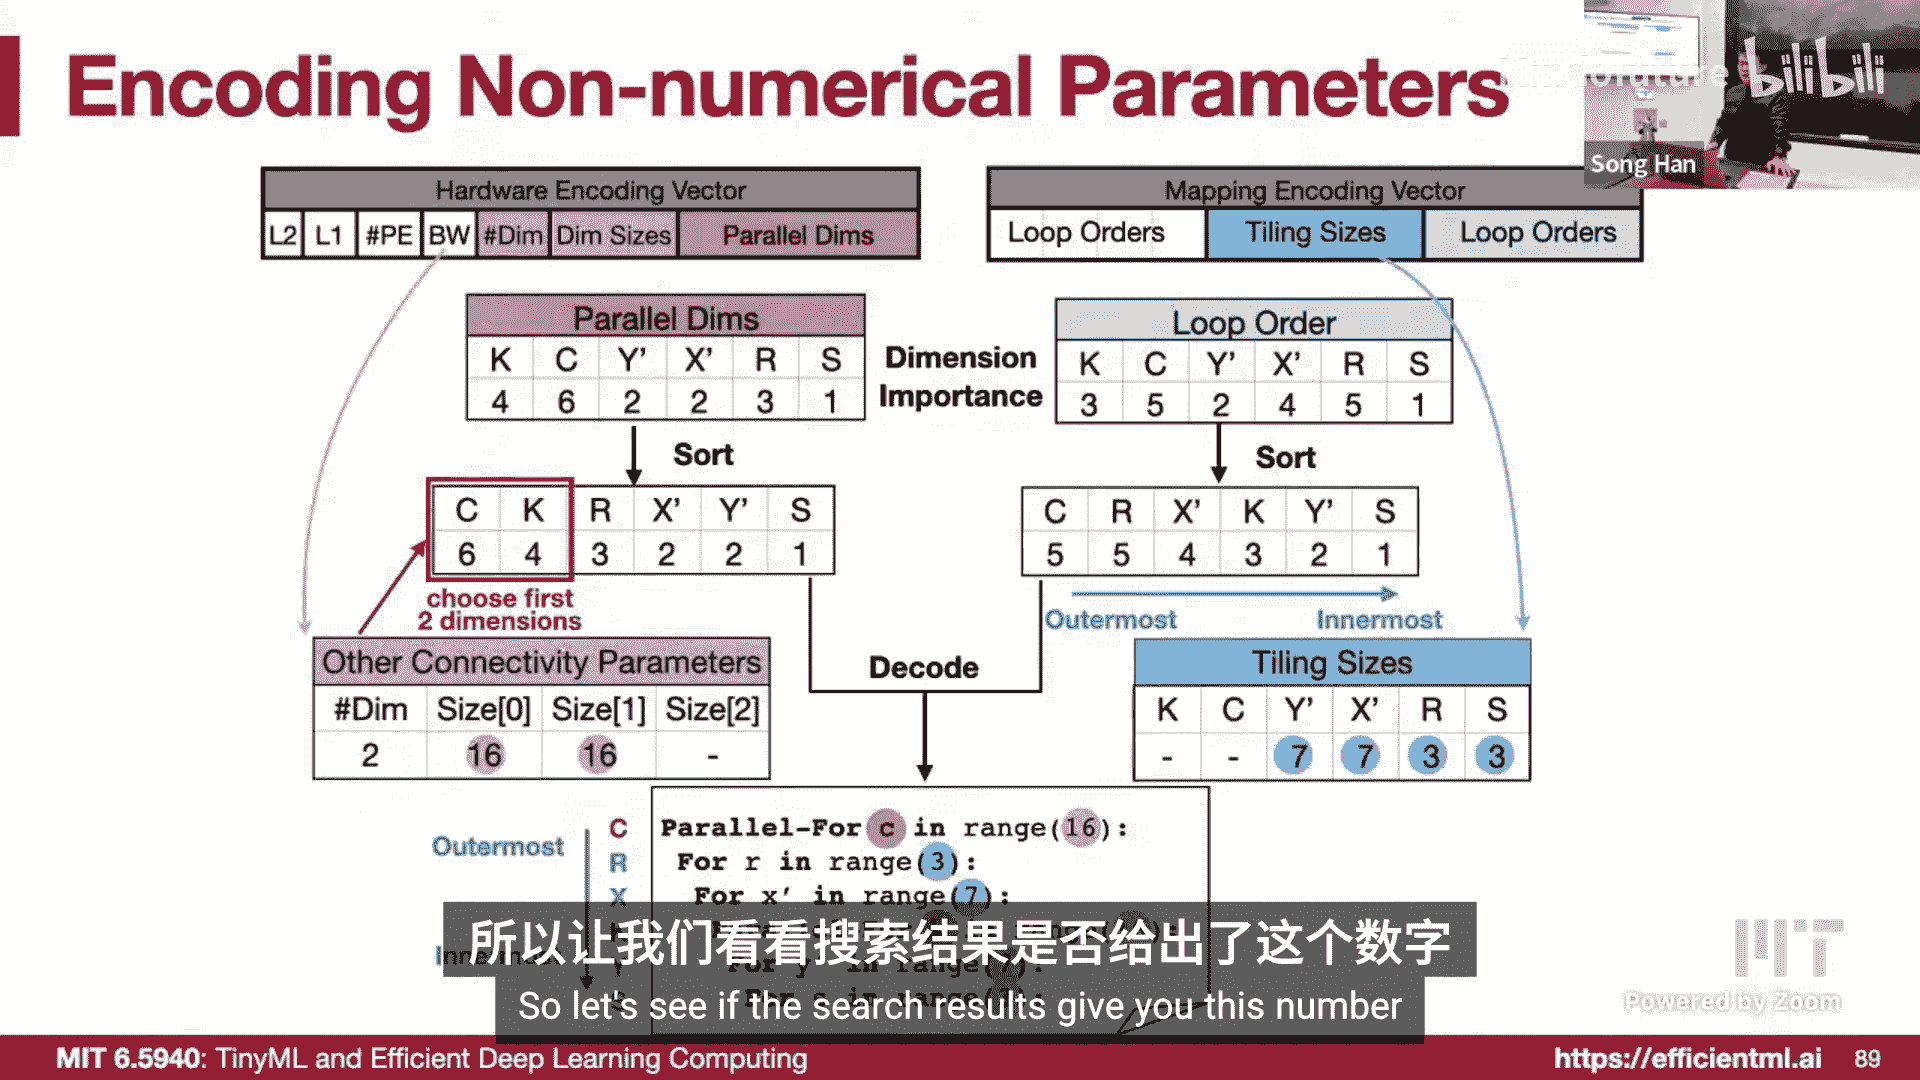 Encoding Non-numerical Parameters
bilibili
Song Han
Hardware Encoding Vector
L2 L1 #PE BW #Dim Dim Sizes Parallel Dims
Mapping Encoding Vector
Loop Orders Tiling Sizes Loop Orders
Parallel Dims
K C Y' X' R S
4 6 2 2 3 1
Dimension
Importance
Loop Order
K C Y' X' R S
3 5 2 4 5 1
Sort
Sort
C K R X' Y' S
6 4 3 2 2 1
C R X' K Y' S
5 5 4 3 2 1
choose first
2 dimensions
Outermost Innermost
Other Connectivity Parameters
#Dim Size[0] Size[1] Size[2]
2 16 16 -
Decode
Tiling Sizes
K C Y' X' R S
- - 7 7 3 3
Outermost
C Parallel-For c in range(16):
R For r in range(3):
X For x' in range(7):
所以让我们看看搜索结果是否给出了这个数字
So let's see if the search results give you this number
MIT
Powered by Zoom
MIT 6.5940: TinyML and Efficient Deep Learning Computing
https://efficientml.ai 89